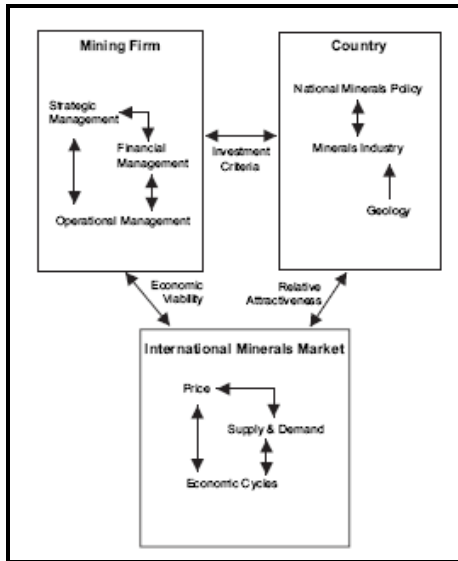 Mining Firm
Strategic
Management
Financial
Management
Operational Management
Investment
Criteria
Country
National Minerals Policy
Minerals Industry
Geology
Economic
Viability
Relative
Attractiveness
International Minerals Market
Price
Supply & Demand
Economic Cycles